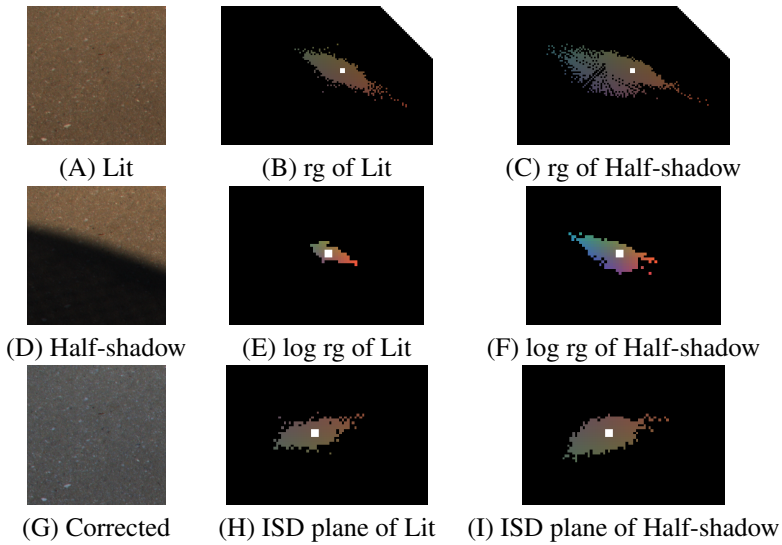 (A) Lit
(B) rg of Lit
(C) rg of Half-shadow
(D) Half-shadow
(E) log rg of Lit
(F) log rg of Half-shadow
(G) Corrected
(H) ISD plane of Lit
(I) ISD plane of Half-shadow